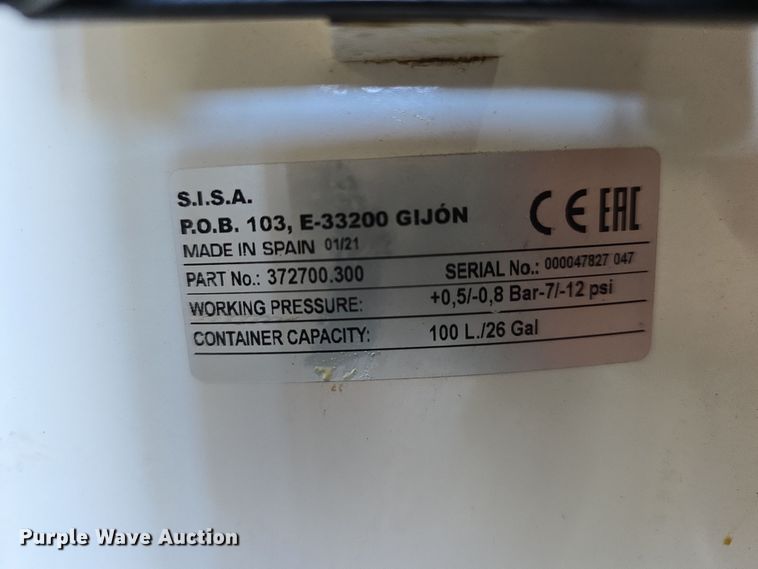 S.I.S.A.
P.O.B. 103, E-33200 GIJÓN
CE EAC
MADE IN SPAIN 01/21
PART No.: 372700.300 SERIAL No.: 000047827 047
WORKING PRESSURE: +0,5/-0,8 Bar-7/-12 psi
CONTAINER CAPACITY: 100 L./26 Gal
Purple Wave Auction